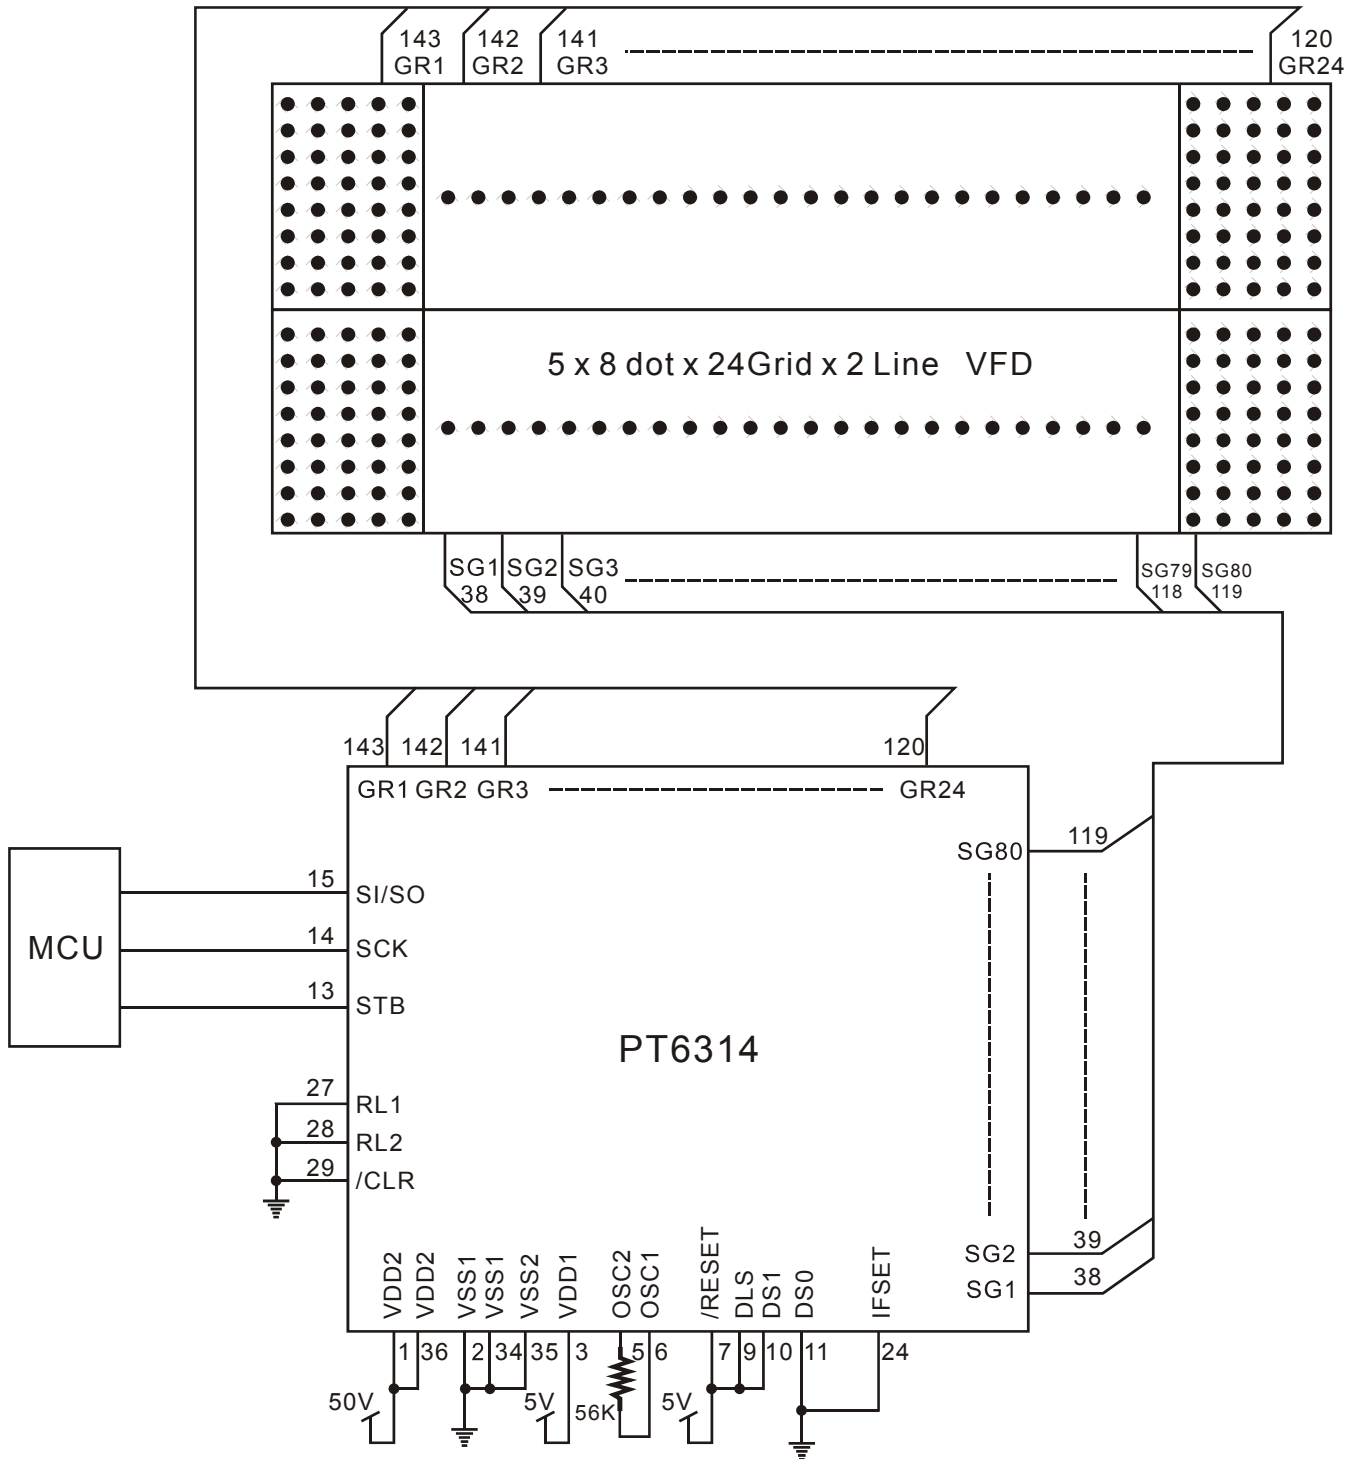 143 142 141 120
GR1 GR2 GR3 GR24
5 x 8 dot x 24Grid x 2 Line VFD
SG1 SG2 SG3 SG79 SG80
38 39 40 118 119
143 142 141 120
GR1 GR2 GR3 GR24
119
SG80
15
SI/SO
14
SCK
13
STB
MCU
PT6314
27
RL1
28
RL2
29
/CLR
39
SG2
38
SG1
VDD2 VDD2 VSS1 VSS1 VSS2 VDD1 OSC2 OSC1 /RESET DLS DS1 DS0 IFSET
1 36 2 34 35 3 5 6 7 9 10 11 24
50V 5V 56K 5V